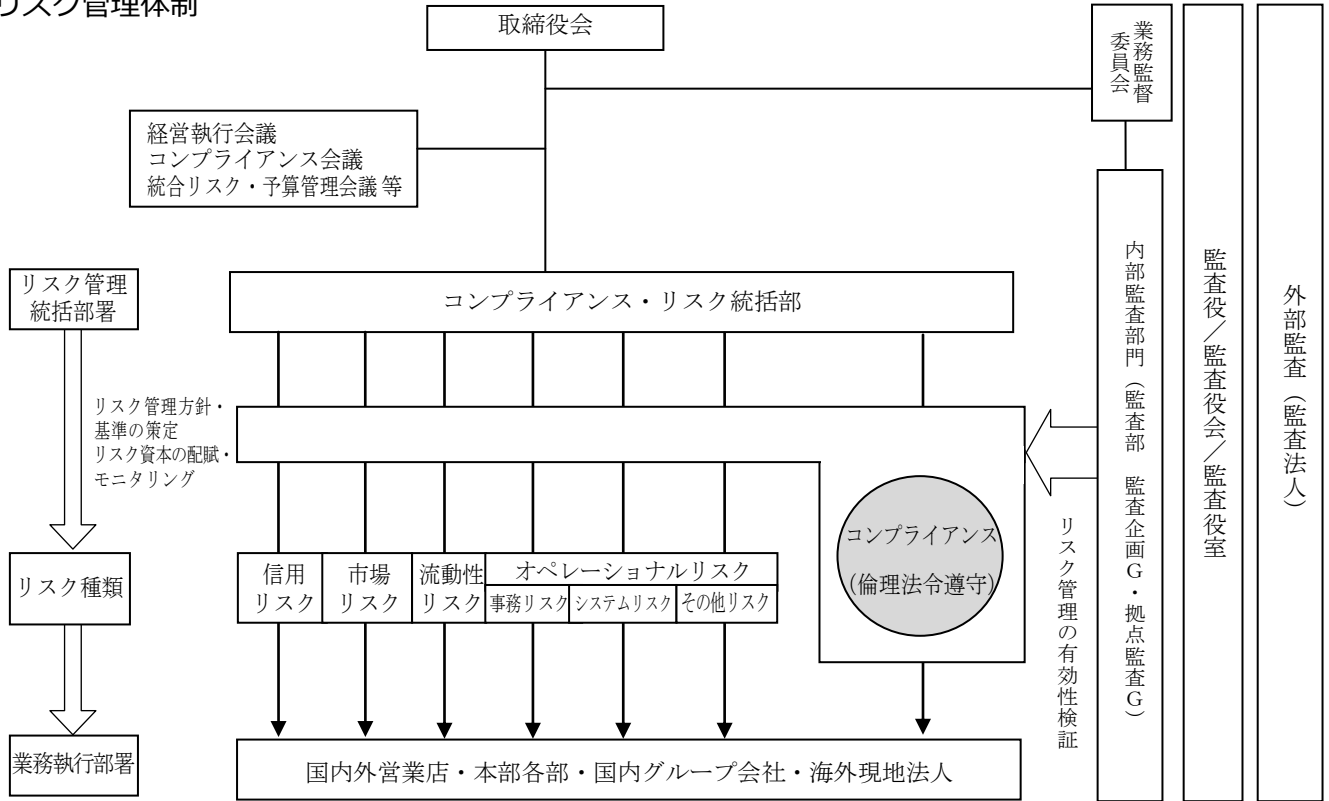 リスク管理体制
取締役会
業務監督
委員会
経営執行会議
コンプライアンス会議
統合リスク・予算管理会議 等
リスク管理
統括部署
コンプライアンス・リスク統括部
リスク管理方針・
基準の策定
リスク資本の配賦・
モニタリング
リスク種類
信用
リスク
市場
リスク
流動性
リスク
オペレーショナルリスク
事務リスク
システムリスク
その他リスク
コンプライアンス
(倫理法令遵守)
業務執行部署
国内外営業店・本部各部・国内グループ会社・海外現地法人
リスク管理の有効性検証
内部監査部門（監査部 監査企画G・拠点監査G）
監査役／監査役会／監査役室
外部監査（監査法人）